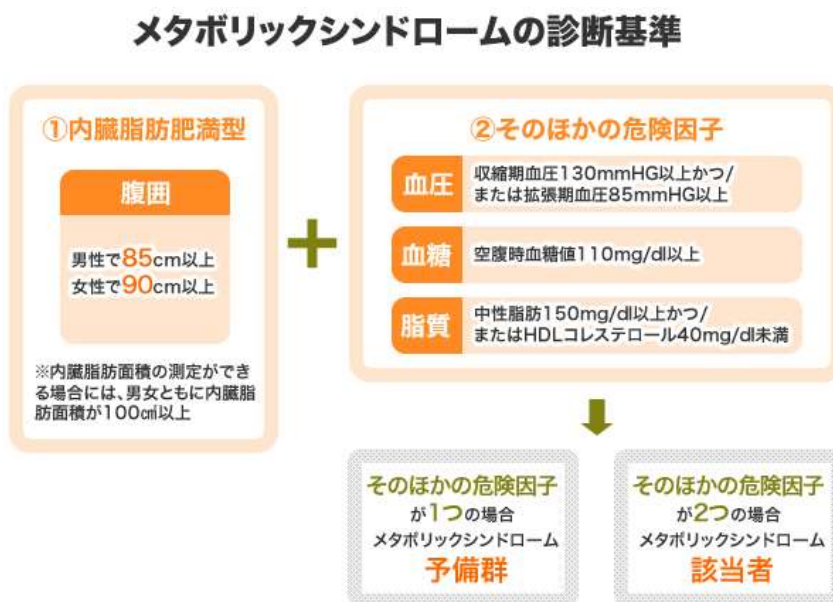 メタボリックシンドロームの診断基準
①内臓脂肪肥満型
腹囲
男性で85cm以上
女性で90cm以上
※内臓脂肪面積の測定ができ
る場合には、男女ともに内臓脂
肪面積が100㎠以上
+
②そのほかの危険因子
血圧
収縮期血圧130mmHG以上かつ/
または拡張期血圧85mmHG以上
血糖
空腹時血糖値110mg/dl以上
脂質
中性脂肪150mg/dl以上かつ/
またはHDLコレステロール40mg/dl未満
そのほかの危険因子
が1つの場合
メタボリックシンドローム
予備群
そのほかの危険因子
が2つの場合
メタボリックシンドローム
該当者